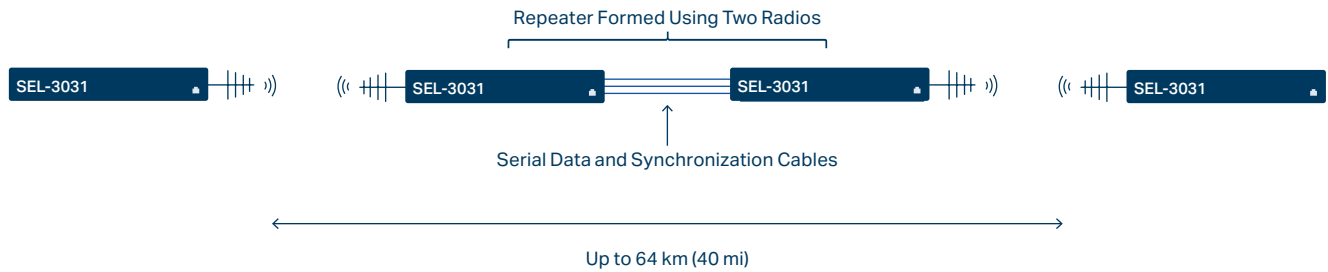 Repeater Formed Using Two Radios
SEL-3031
SEL-3031
SEL-3031
SEL-3031
Serial Data and Synchronization Cables
Up to 64 km (40 mi)